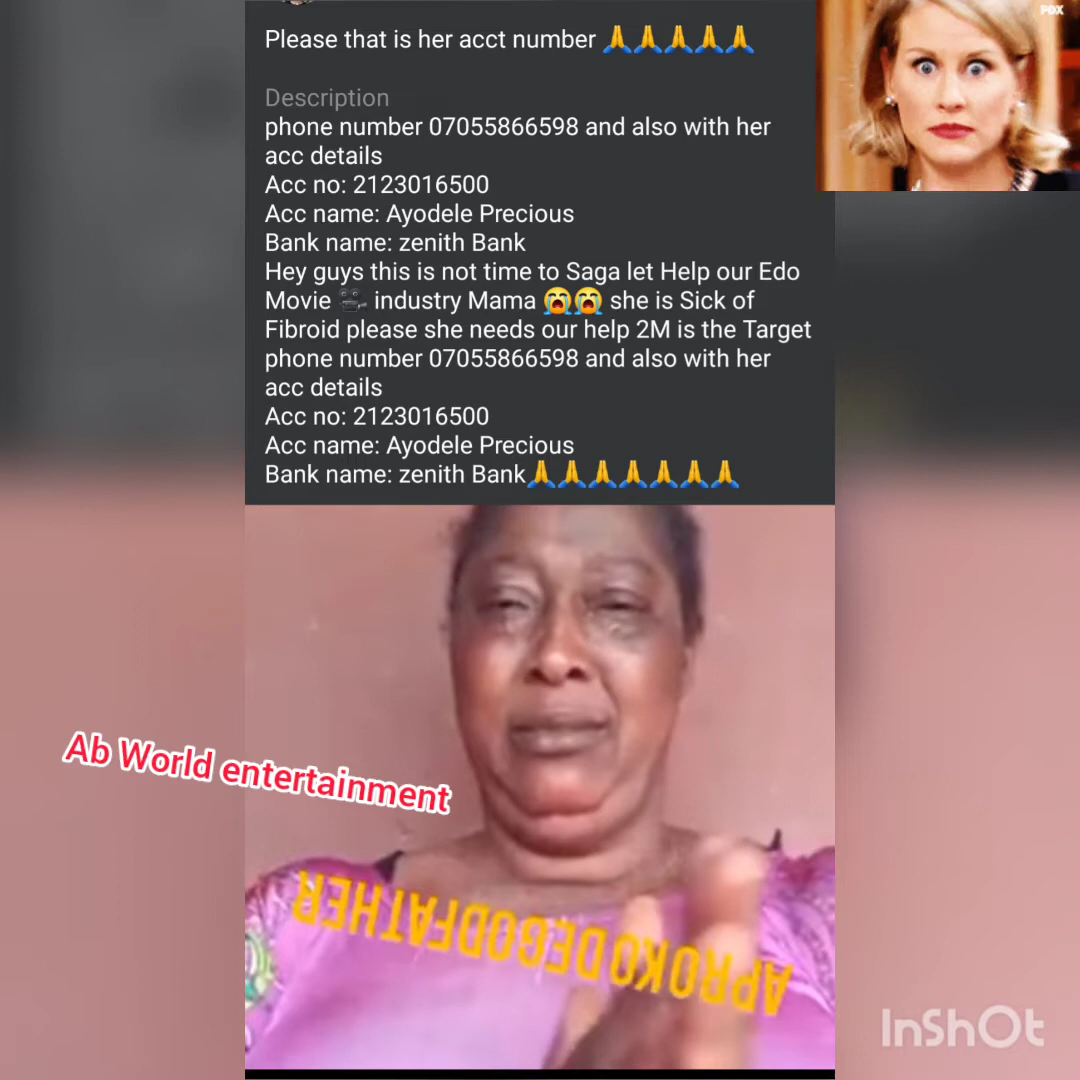 Please that is her acct number 🙏🙏🙏🙏🙏
Description
phone number 07055866598 and also with her
acc details
Acc no: 2123016500
Acc name: Ayodele Precious
Bank name: zenith Bank
Hey guys this is not time to Saga let Help our Edo
Movie 🎥 industry Mama 😭😭 she is Sick of
Fibroid please she needs our help 2M is the Target
phone number 07055866598 and also with her
acc details
Acc no: 2123016500
Acc name: Ayodele Precious
Bank name: zenith Bank🙏🙏🙏🙏🙏🙏🙏
FOX
Ab World entertainment
APROKODEGODFATHER
InShOt